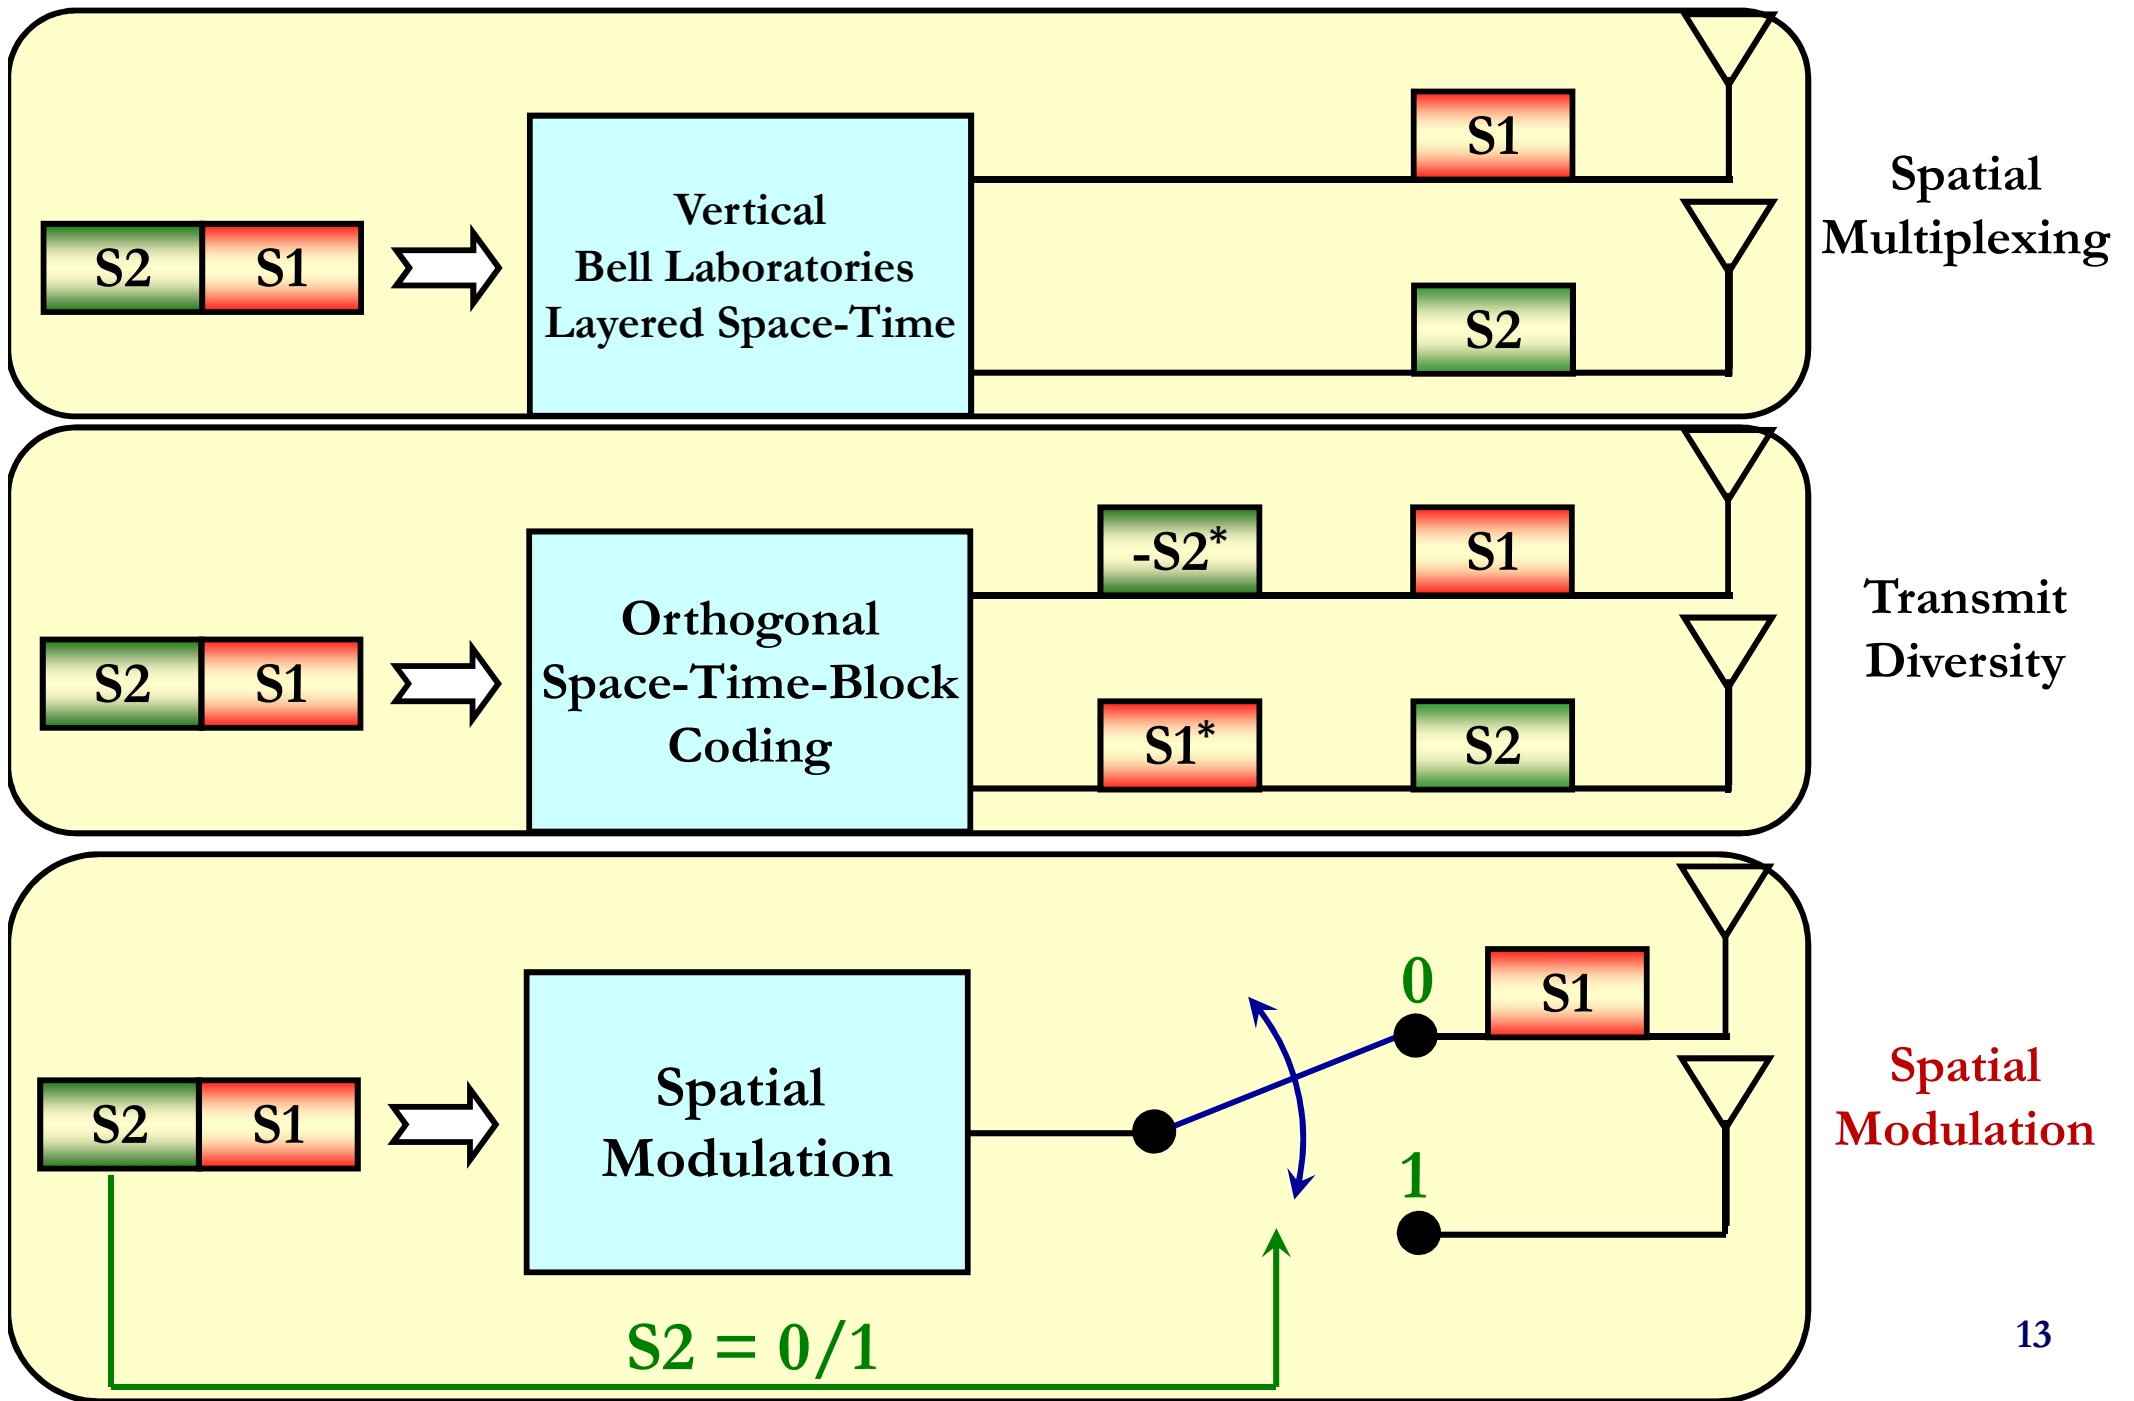 S1
Vertical
Bell Laboratories
Layered Space-Time
S2 S1
S2
Spatial
Multiplexing
-S2* S1
Orthogonal
Space-Time-Block
Coding
S2 S1
S1* S2
Transmit
Diversity
0
S1
S2 S1
Spatial
Modulation
1
S2 = 0/1
Spatial
Modulation
13